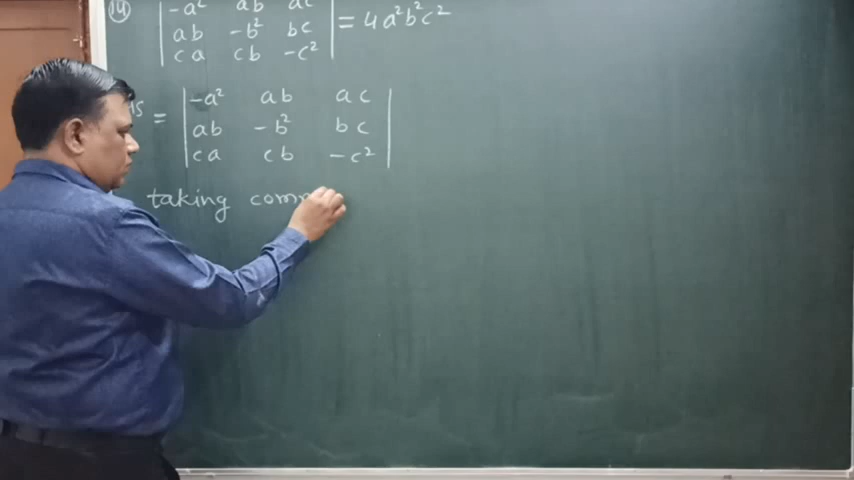 (14) | -a² ab ac |
| ab -b² bc | = 4a²b²c²
| ca cb -c² |
= | -a² ab ac |
| ab -b² bc |
| ca cb -c² |
taking